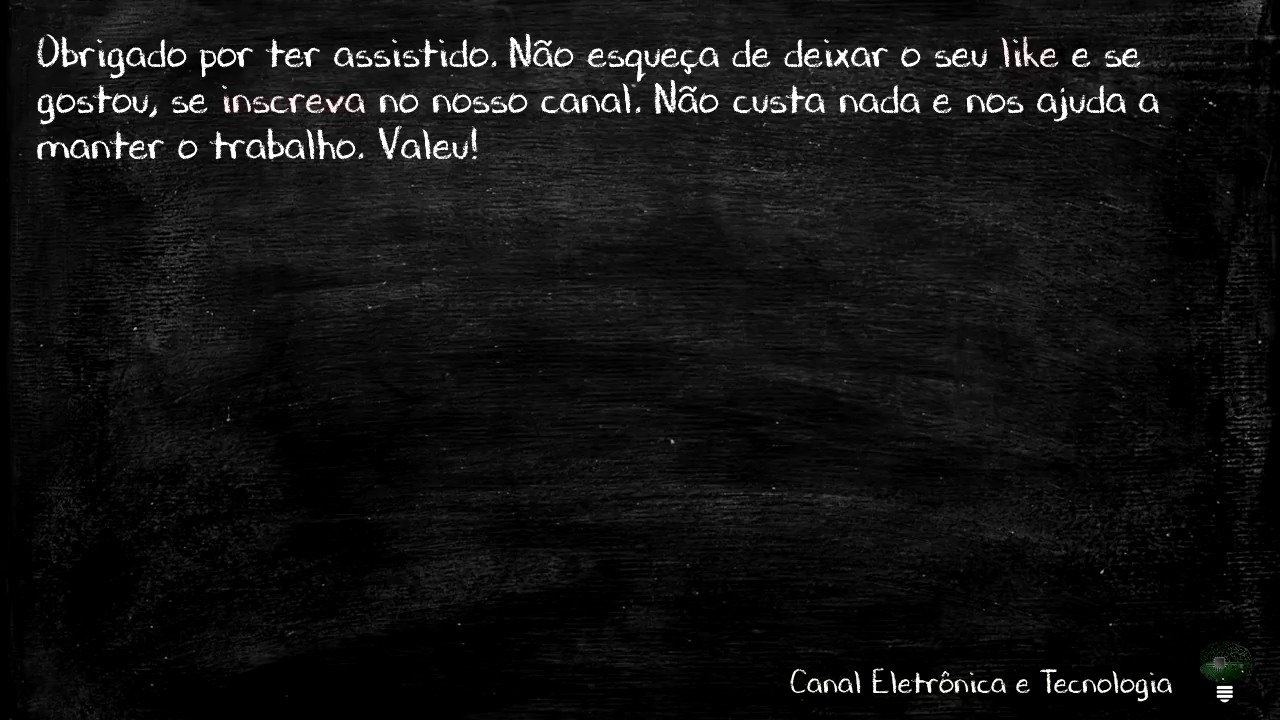 Obrigado por ter assistido. Não esqueça de deixar o seu like e se
gostou, se inscreva no nosso canal. Não custa nada e nos ajuda a
manter o trabalho. Valeu!
Canal Eletrônica e Tecnologia